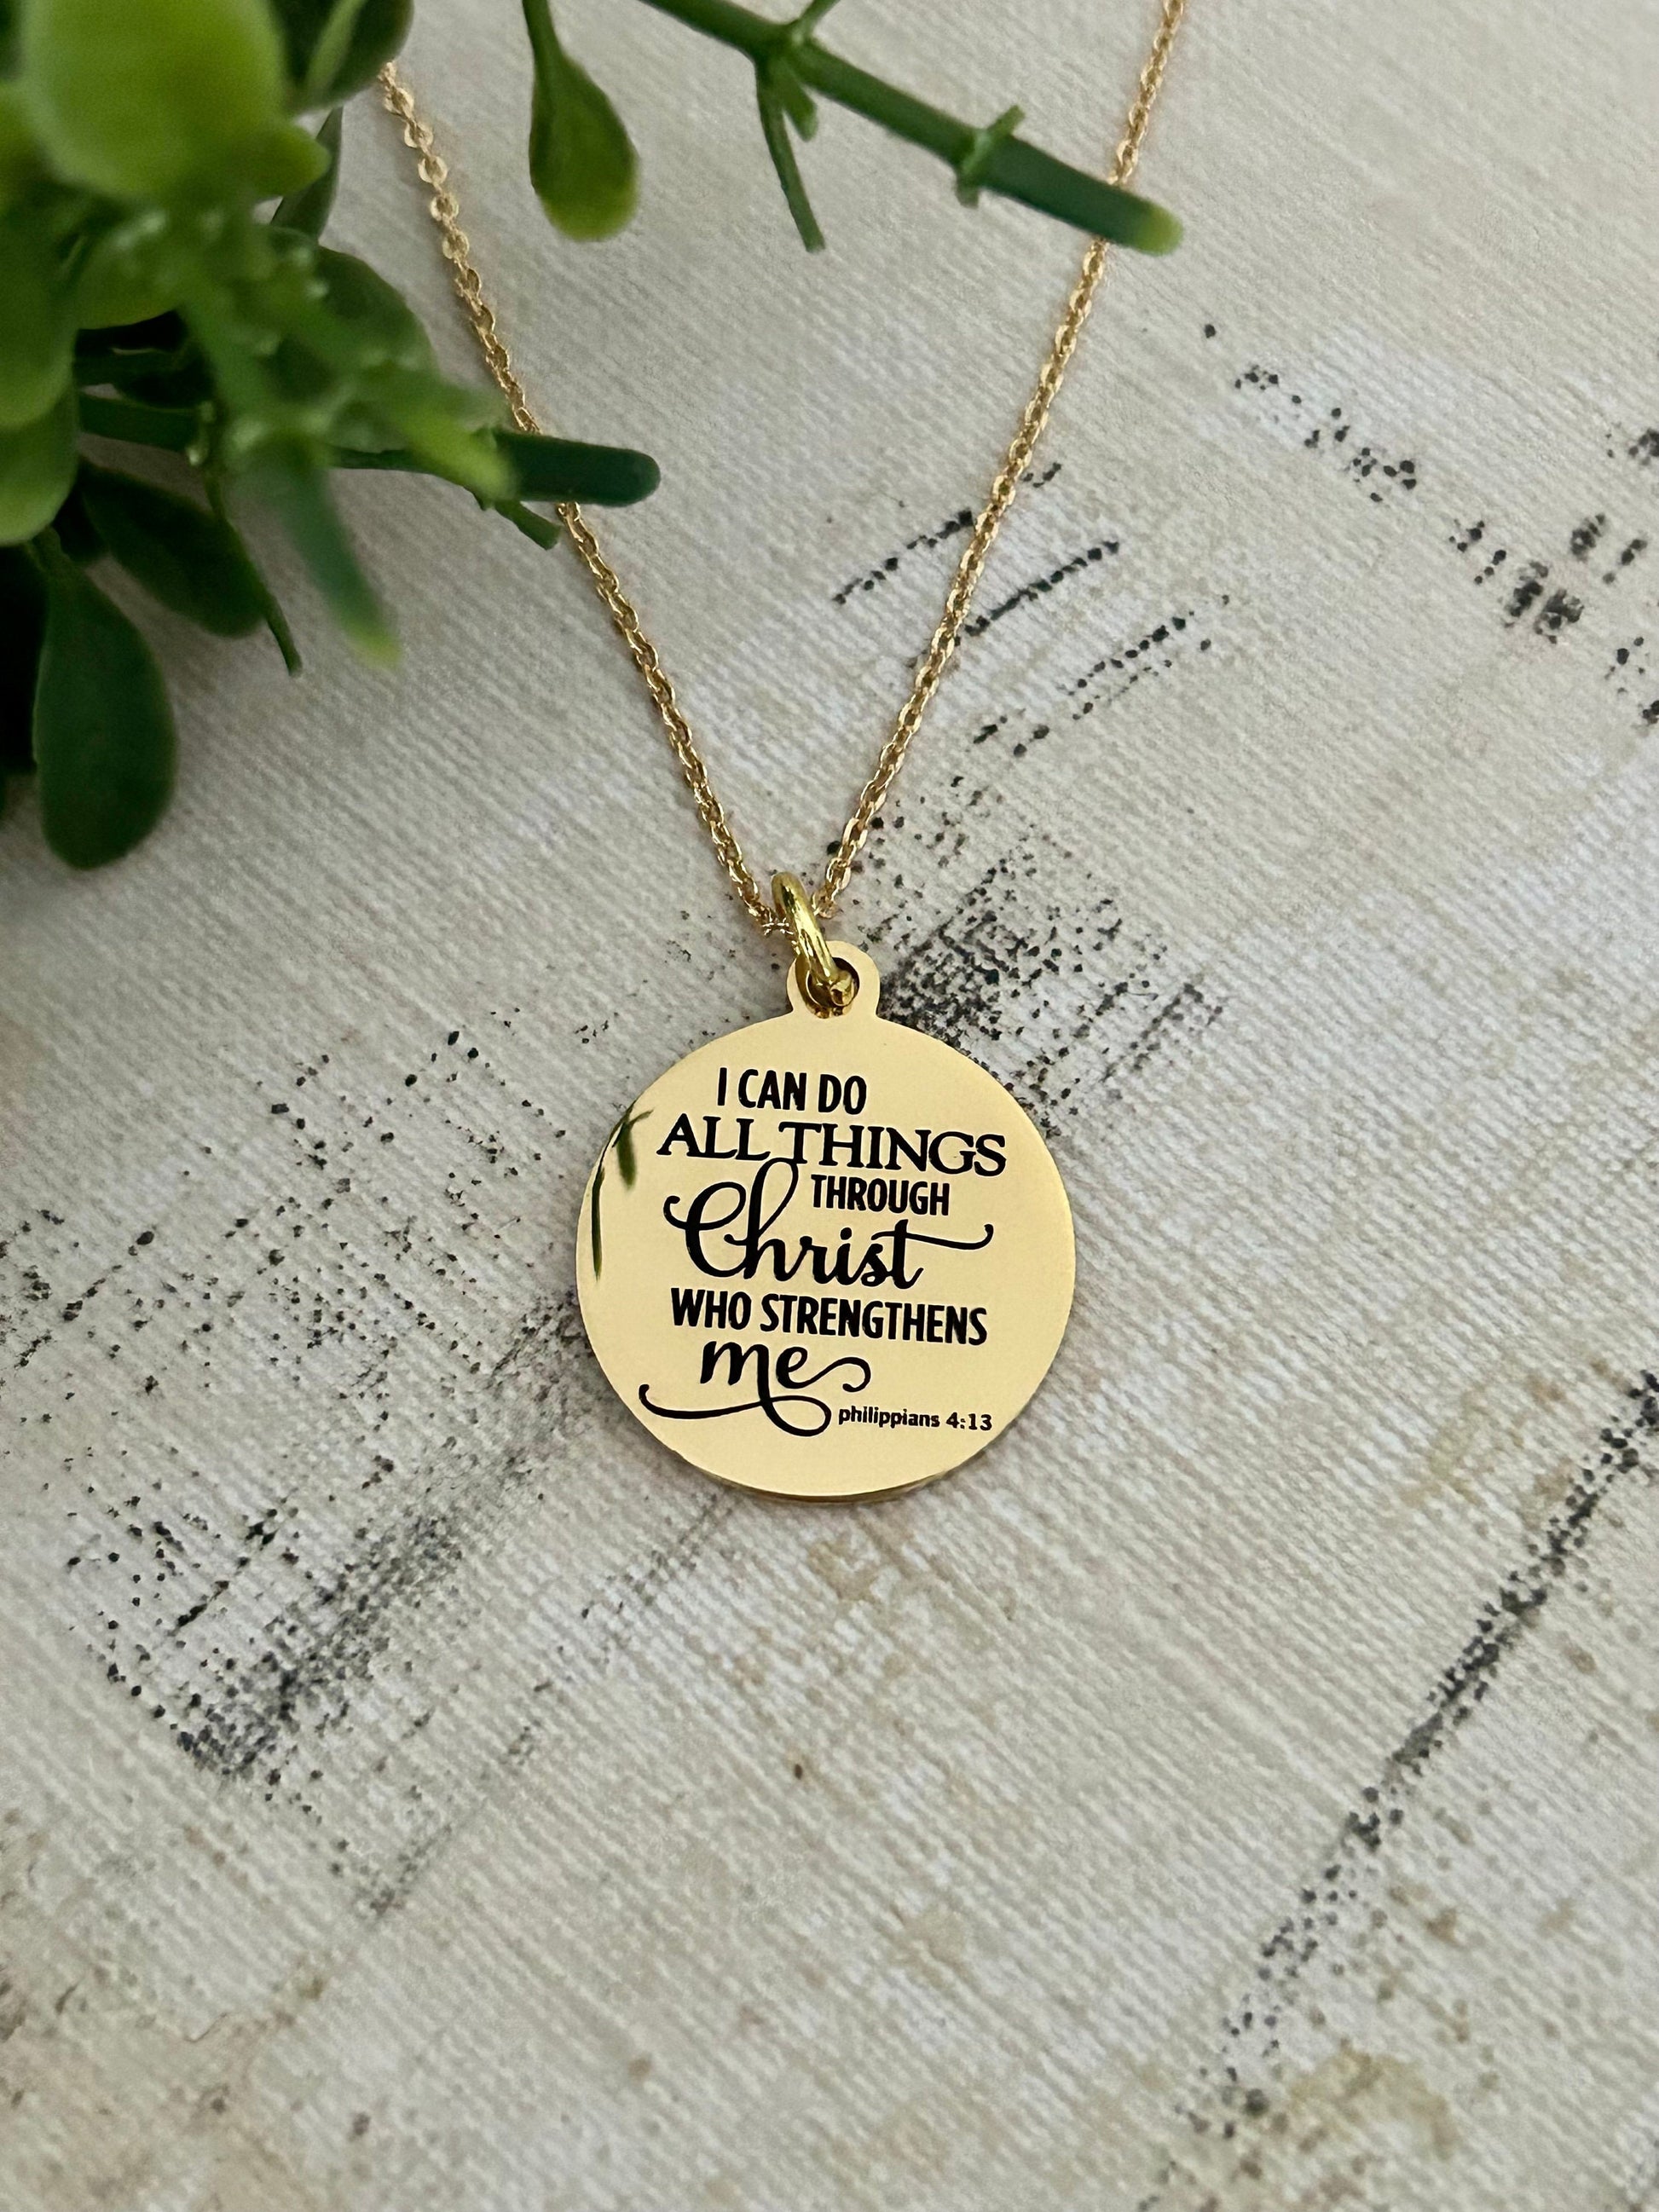 I CAN DO
ALL THINGS
THROUGH
Christ
WHO STRENGTHENS
me
philippians 4:13